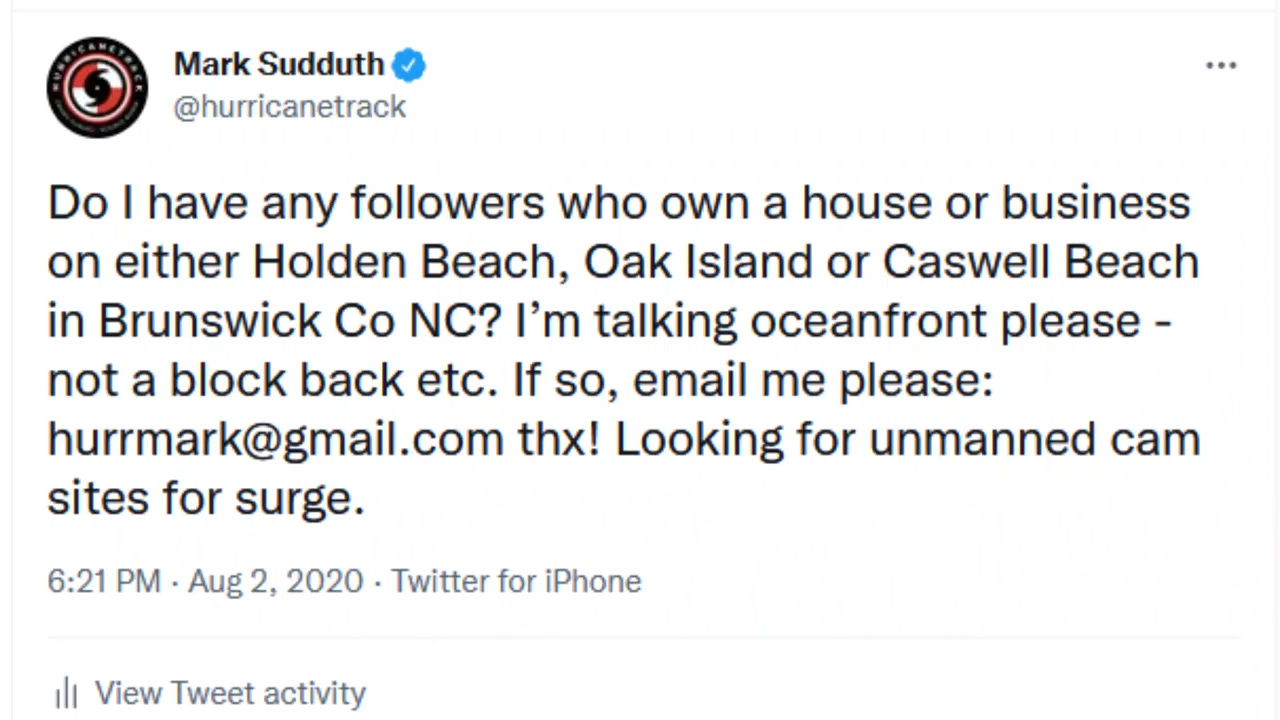 Mark Sudduth
@hurricanetrack
Do I have any followers who own a house or business
on either Holden Beach, Oak Island or Caswell Beach
in Brunswick Co NC? I’m talking oceanfront please -
not a block back etc. If so, email me please:
hurrmark@gmail.com thx! Looking for unmanned cam
sites for surge.
6:21 PM · Aug 2, 2020 · Twitter for iPhone
View Tweet activity